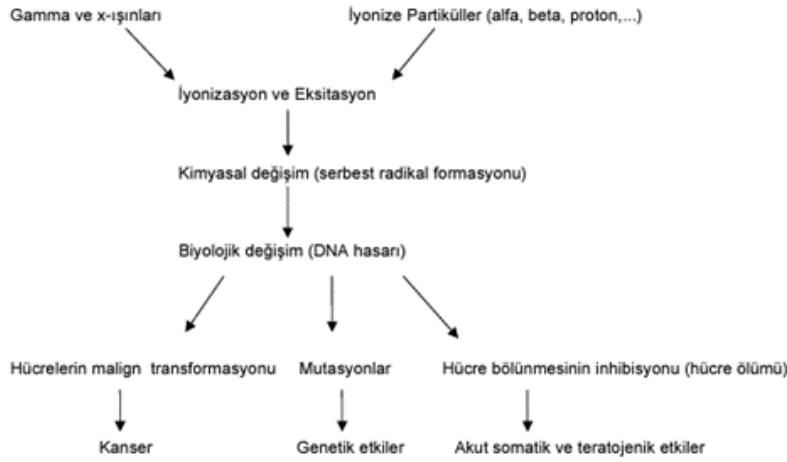 Gamma ve x-ışınları
İyonize Partiküller (alfa, beta, proton,...)
İyonizasyon ve Eksitasyon
Kimyasal değişim (serbest radikal formasyonu)
Biyolojik değişim (DNA hasarı)
Hücrelerin malign transformasyonu
Mutasyonlar
Hücre bölünmesinin inhibisyonu (hücre ölümü)
Kanser
Genetik etkiler
Akut somatik ve teratojenik etkiler